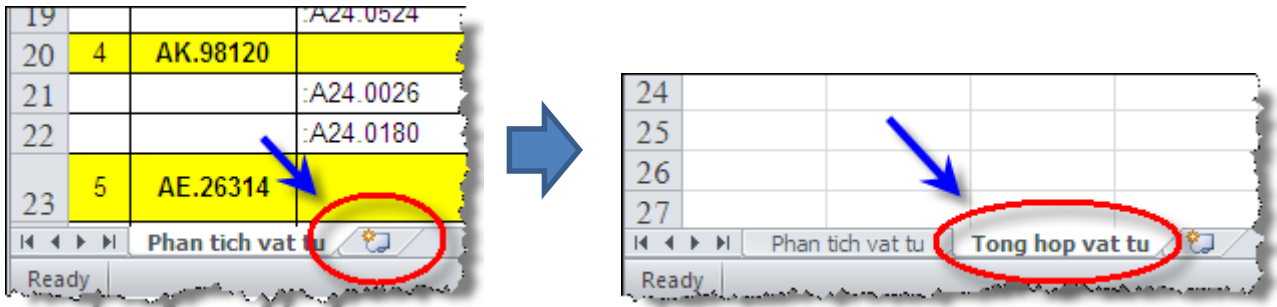 19 :A24.0524
20 4 AK.98120
21 :A24.0026
22 :A24.0180
23 5 AE.26314
Phan tich vat tu
Ready
24
25
26
27
Phan tich vat tu Tong hop vat tu
Ready